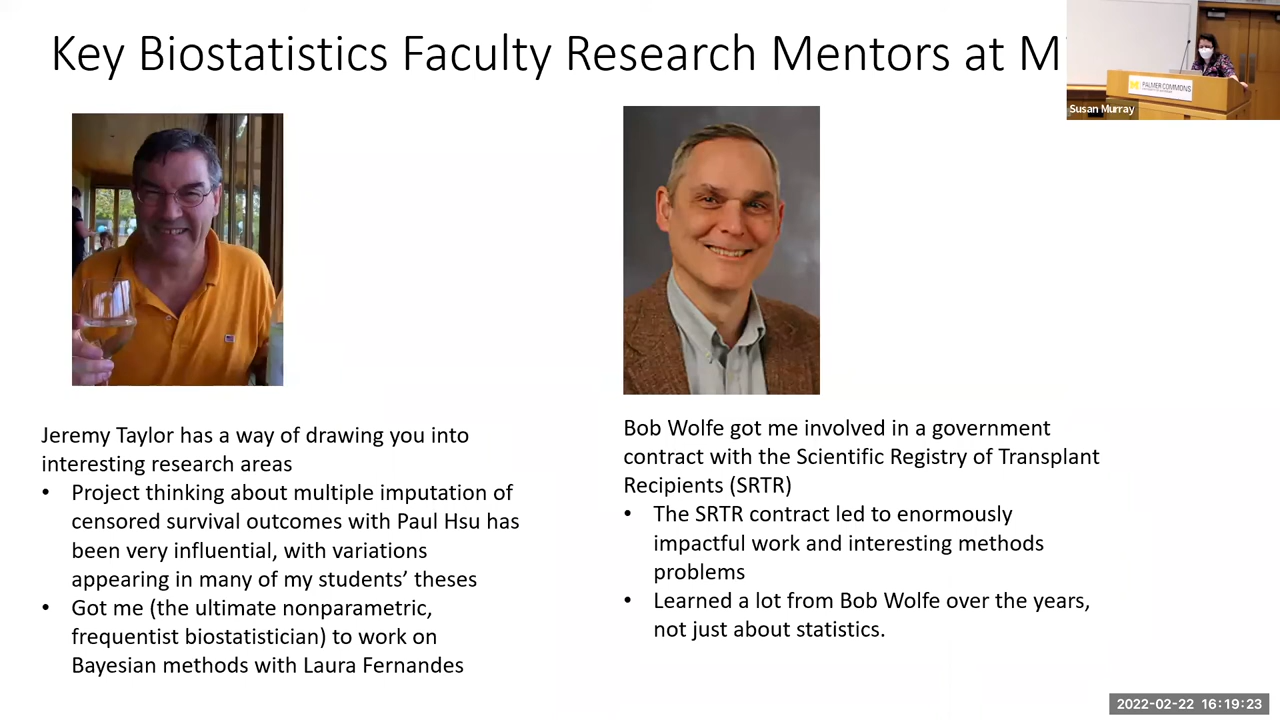 Key Biostatistics Faculty Research Mentors at
PALMER COMMONS
Susan Murray
Jeremy Taylor has a way of drawing you into
interesting research areas
• Project thinking about multiple imputation of
censored survival outcomes with Paul Hsu has
been very influential, with variations
appearing in many of my students’ theses
• Got me (the ultimate nonparametric,
frequentist biostatistician) to work on
Bayesian methods with Laura Fernandes
Bob Wolfe got me involved in a government
contract with the Scientific Registry of Transplant
Recipients (SRTR)
• The SRTR contract led to enormously
impactful work and interesting methods
problems
• Learned a lot from Bob Wolfe over the years,
not just about statistics.
2022-02-22 16:19:23